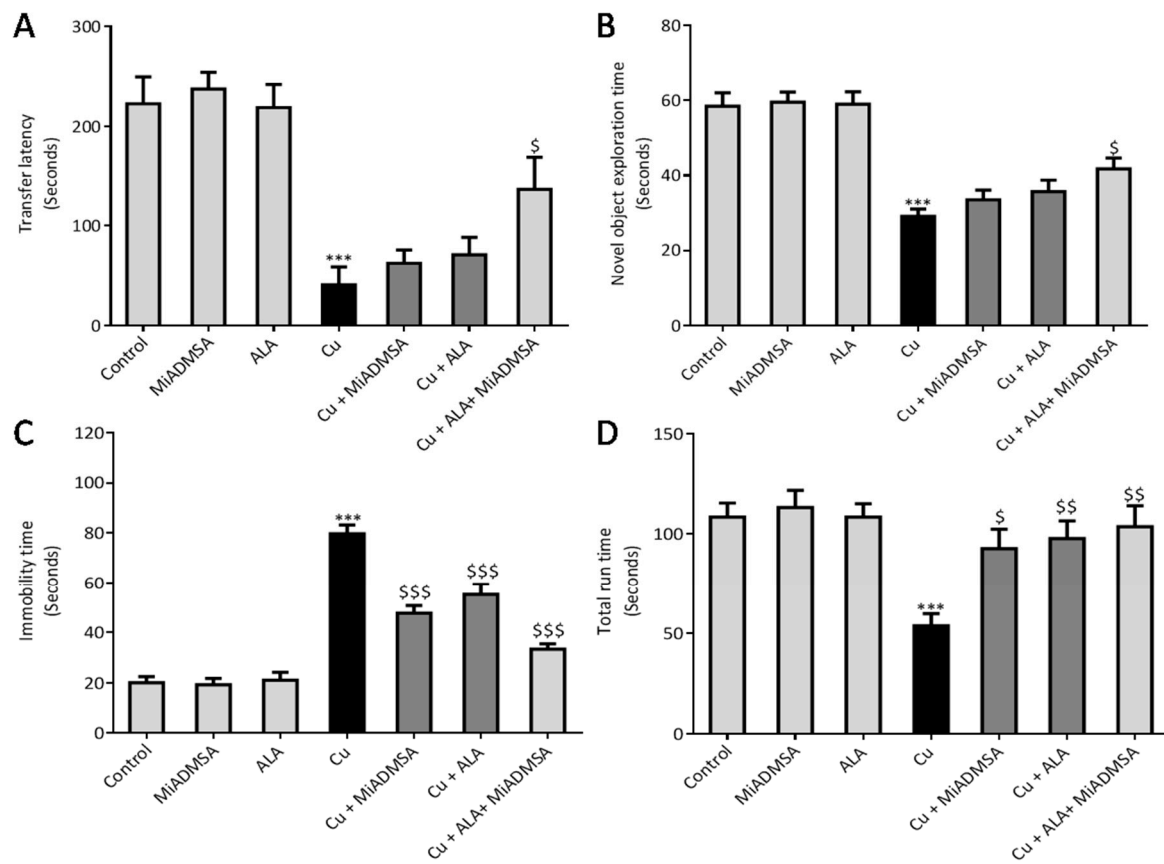 A
Transfer latency
(Seconds)
300
200
100
0
***
$
Control
MiADMSA
ALA
Cu
Cu + MiADMSA
Cu + ALA
Cu + ALA+ MiADMSA
B
Novel object exploration time
(Seconds)
80
60
40
20
0
***
$
Control
MiADMSA
ALA
Cu
Cu + MiADMSA
Cu + ALA
Cu + ALA+ MiADMSA
C
Immobility time
(Seconds)
120
100
80
60
40
20
0
***
$$$
$$$
$$$
Control
MiADMSA
ALA
Cu
Cu + MiADMSA
Cu + ALA
Cu + ALA+ MiADMSA
D
Total run time
(Seconds)
150
100
50
0
***
$
$$
$$
Control
MiADMSA
ALA
Cu
Cu + MiADMSA
Cu + ALA
Cu + ALA+ MiADMSA